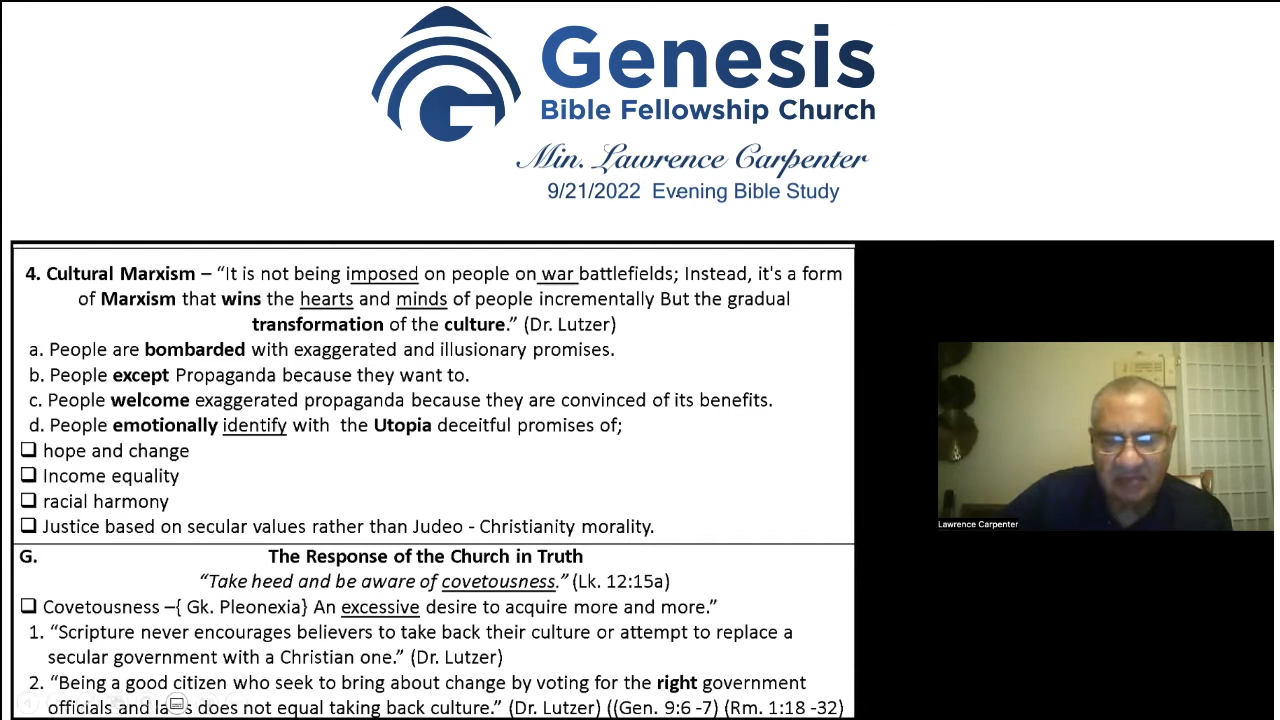 Genesis
Bible Fellowship Church
Min. Lawrence Carpenter
9/21/2022  Evening Bible Study
4. Cultural Marxism – “It is not being imposed on people on war battlefields; Instead, it's a form
of Marxism that wins the hearts and minds of people incrementally But the gradual
transformation of the culture.” (Dr. Lutzer)
a. People are bombarded with exaggerated and illusionary promises.
b. People except Propaganda because they want to.
c. People welcome exaggerated propaganda because they are convinced of its benefits.
d. People emotionally identify with  the Utopia deceitful promises of;
❑ hope and change
❑ Income equality
❑ racial harmony
❑ Justice based on secular values rather than Judeo - Christianity morality.
G. The Response of the Church in Truth
“Take heed and be aware of covetousness.” (Lk. 12:15a)
❑ Covetousness –{ Gk. Pleonexia} An excessive desire to acquire more and more.”
1. “Scripture never encourages believers to take back their culture or attempt to replace a
secular government with a Christian one.” (Dr. Lutzer)
2. “Being a good citizen who seek to bring about change by voting for the right government
officials and laws does not equal taking back culture.” (Dr. Lutzer) ((Gen. 9:6 -7) (Rm. 1:18 -32)
Lawrence Carpenter